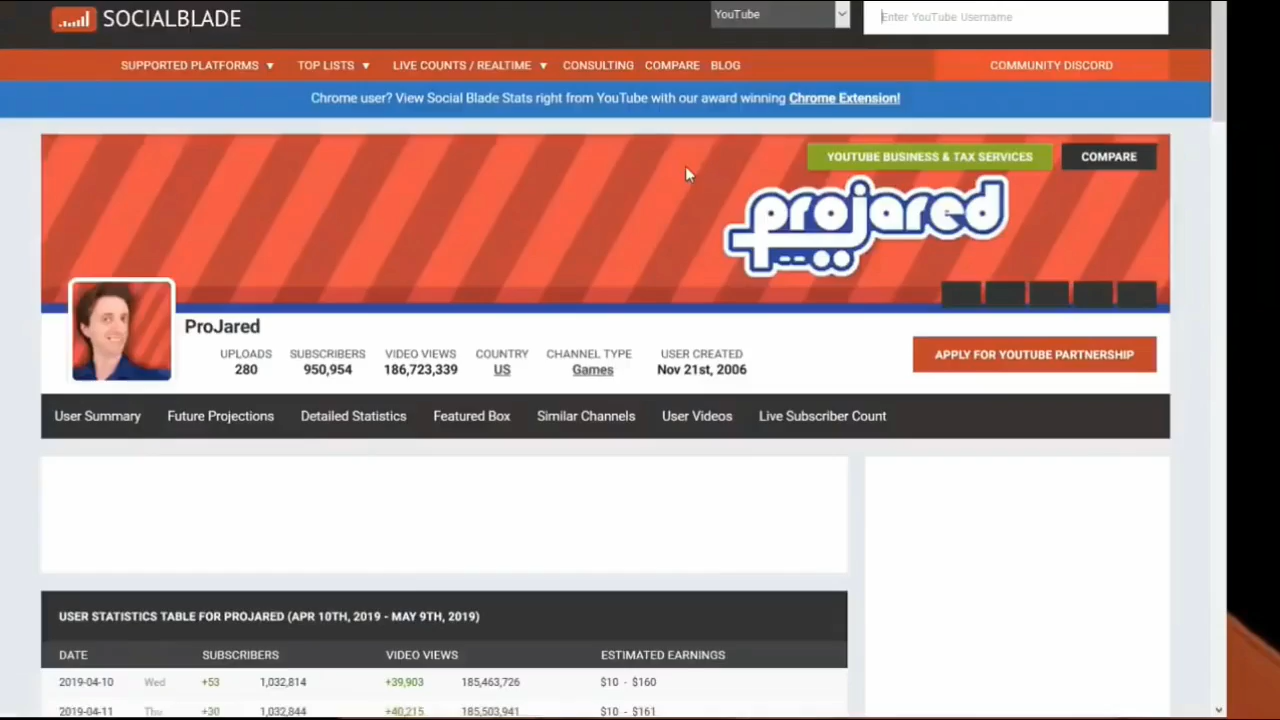 SOCIALBLADE
YouTube
Enter YouTube Username
SUPPORTED PLATFORMS ▼ TOP LISTS ▼ LIVE COUNTS / REALTIME ▼ CONSULTING COMPARE BLOG COMMUNITY DISCORD
Chrome user? View Social Blade Stats right from YouTube with our award winning Chrome Extension!
YOUTUBE BUSINESS & TAX SERVICES COMPARE
projared
ProJared
UPLOADS SUBSCRIBERS VIDEO VIEWS COUNTRY CHANNEL TYPE USER CREATED
280 950,954 186,723,339 US Games Nov 21st, 2006
APPLY FOR YOUTUBE PARTNERSHIP
User Summary Future Projections Detailed Statistics Featured Box Similar Channels User Videos Live Subscriber Count
USER STATISTICS TABLE FOR PROJARED (APR 10TH, 2019 - MAY 9TH, 2019)
DATE SUBSCRIBERS VIDEO VIEWS ESTIMATED EARNINGS
2019-04-10 Wed +53 1,032,814 +39,903 185,463,726 $10 - $160
2019-04-11 Thu +30 1,032,844 +40,215 185,503,941 $10 - $161